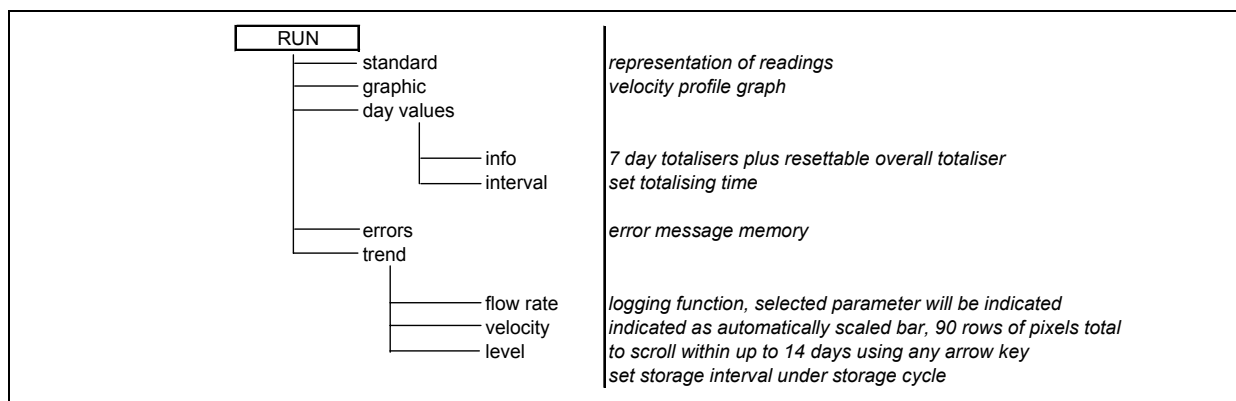 RUN
standard representation of readings
graphic velocity profile graph
day values
info 7 day totalisers plus resettable overall totaliser
interval set totalising time
errors error message memory
trend
flow rate logging function, selected parameter will be indicated
velocity indicated as automatically scaled bar, 90 rows of pixels total
level to scroll within up to 14 days using any arrow key
set storage interval under storage cycle